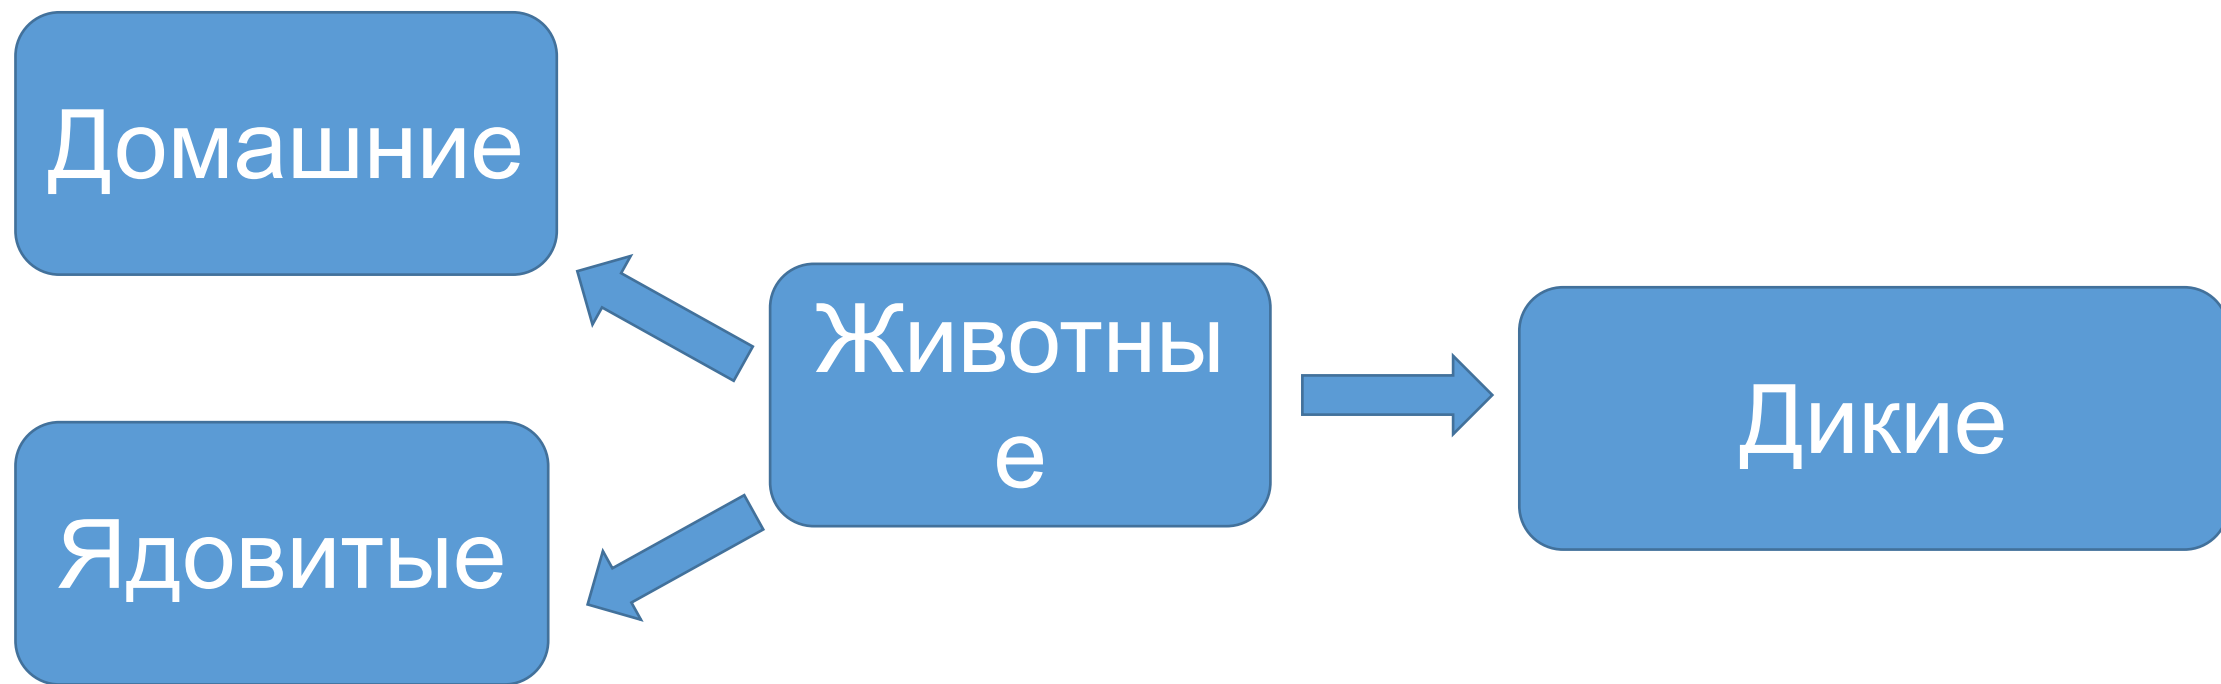 Домашние
Животны
е
Дикие
Ядовитые